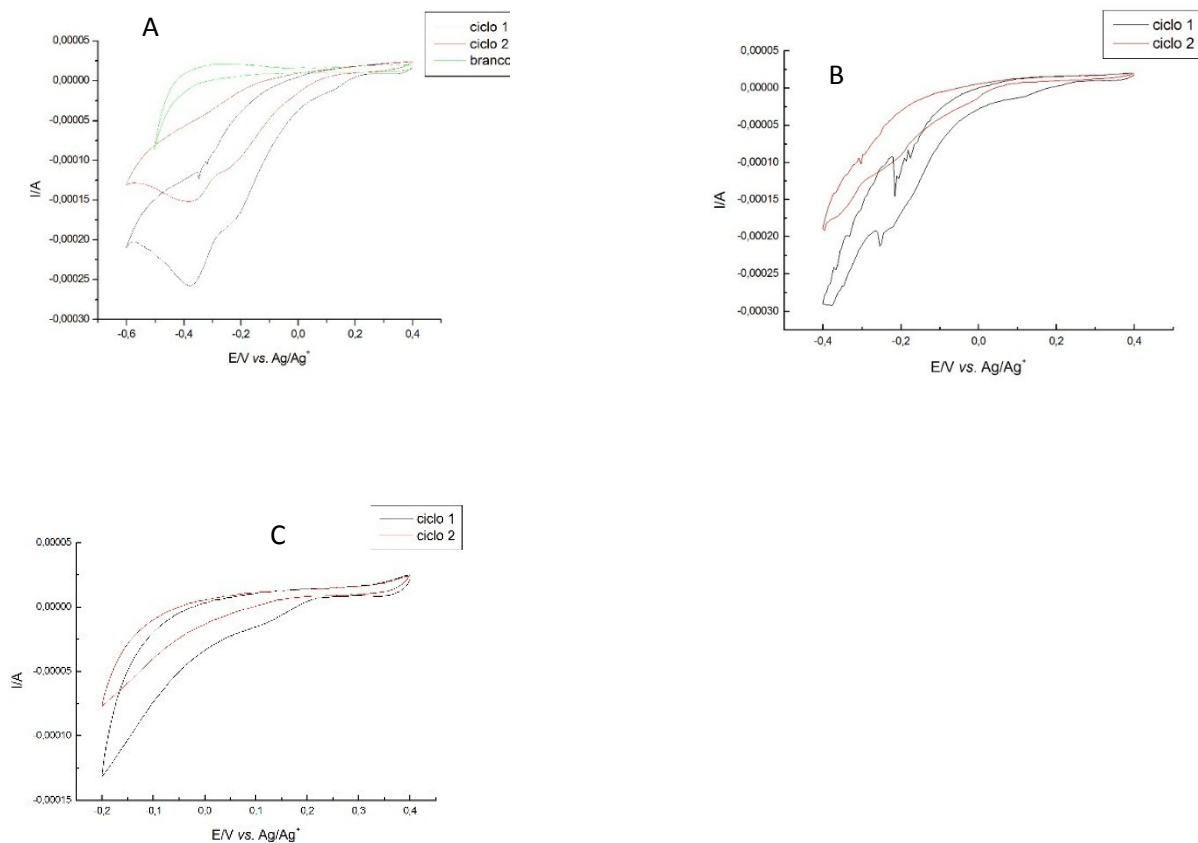 A
ciclo 1
ciclo 2
branco
0,00005
0,00000
-0,00005
-0,00010
-0,00015
-0,00020
-0,00025
-0,00030
I/A
-0,6
-0,4
-0,2
0,0
0,2
0,4
E/V vs. Ag/Ag⁺
B
ciclo 1
ciclo 2
0,00005
0,00000
-0,00005
-0,00010
-0,00015
-0,00020
-0,00025
-0,00030
I/A
-0,4
-0,2
0,0
0,2
0,4
E/V vs. Ag/Ag⁺
C
ciclo 1
ciclo 2
0,00005
0,00000
-0,00005
-0,00010
-0,00015
I/A
-0,2
-0,1
0,0
0,1
0,2
0,3
0,4
E/V vs. Ag/Ag⁺